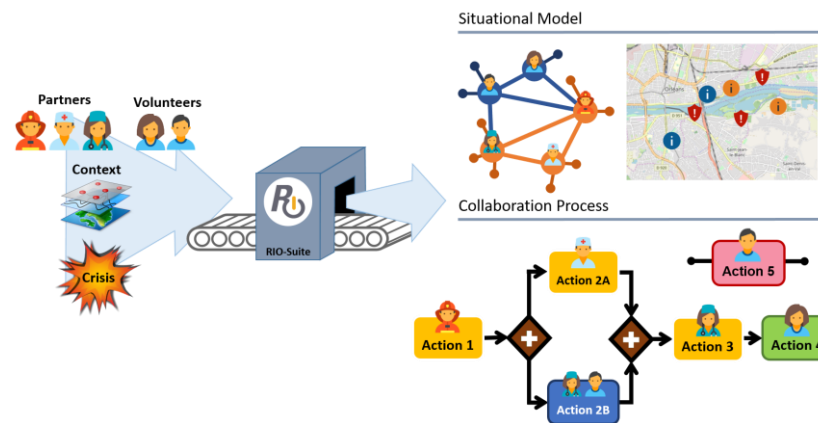 Situational Model
Partners
Volunteers
Context
Crisis
RIO-Suite
Orléans
Collaboration Process
Action 1
Action 2A
Action 2B
Action 3
Action 4
Action 5